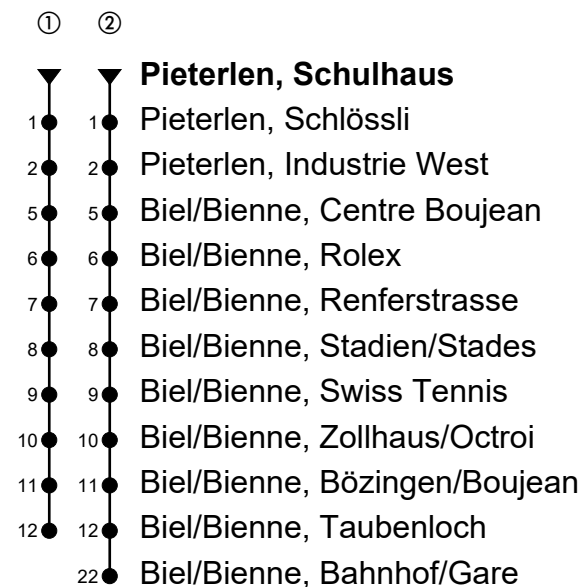 ① ②
Pieterlen, Schulhaus
1 1 Pieterlen, Schlössli
2 2 Pieterlen, Industrie West
5 5 Biel/Bienne, Centre Boujean
6 6 Biel/Bienne, Rolex
7 7 Biel/Bienne, Renferstrasse
8 8 Biel/Bienne, Stadien/Stades
9 9 Biel/Bienne, Swiss Tennis
10 10 Biel/Bienne, Zollhaus/Octroi
11 11 Biel/Bienne, Bözingen/Boujean
12 12 Biel/Bienne, Taubenloch
22 Biel/Bienne, Bahnhof/Gare